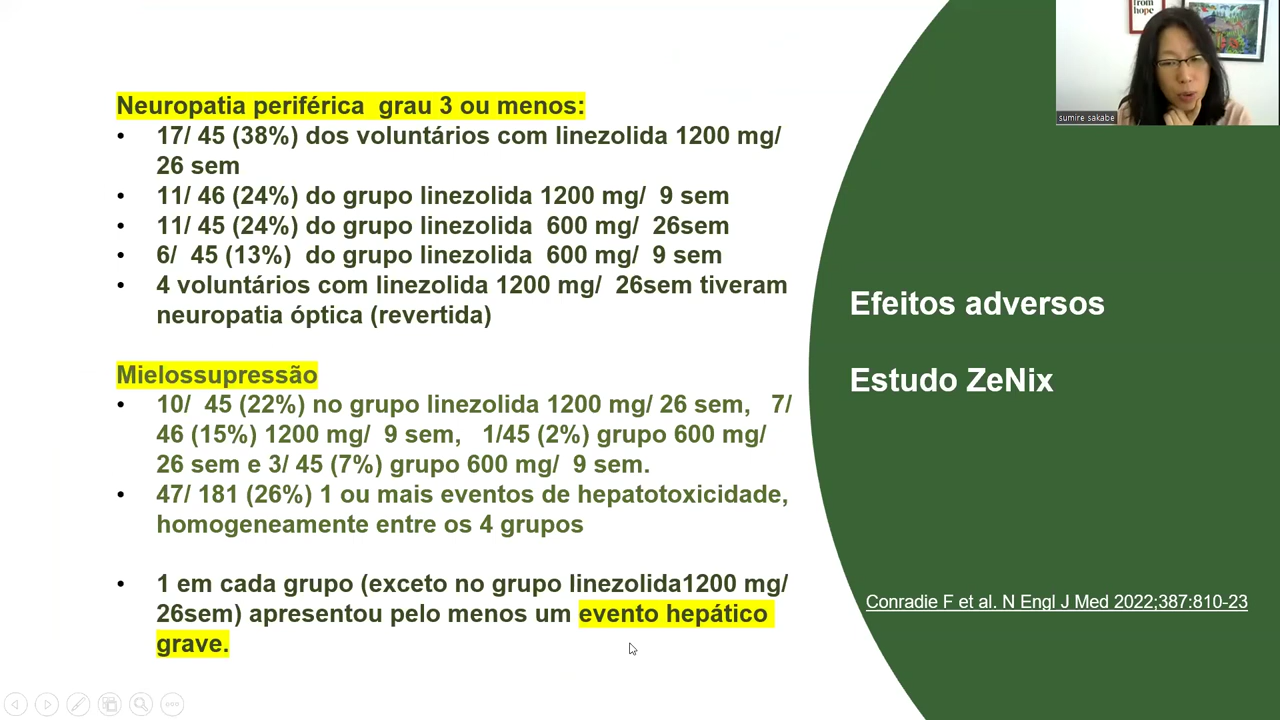 from
hope
sumire sakabe
Neuropatia periférica  grau 3 ou menos:
• 17/ 45 (38%) dos voluntários com linezolida 1200 mg/
26 sem
• 11/ 46 (24%) do grupo linezolida 1200 mg/  9 sem
• 11/ 45 (24%) do grupo linezolida  600 mg/  26sem
• 6/  45 (13%)  do grupo linezolida  600 mg/  9 sem
• 4 voluntários com linezolida 1200 mg/  26sem tiveram
neuropatia óptica (revertida)
Mielossupressão
• 10/  45 (22%) no grupo linezolida 1200 mg/ 26 sem,   7/
46 (15%) 1200 mg/  9 sem,   1/45 (2%) grupo 600 mg/
26 sem e 3/ 45 (7%) grupo 600 mg/  9 sem.
• 47/ 181 (26%) 1 ou mais eventos de hepatotoxicidade,
homogeneamente entre os 4 grupos
• 1 em cada grupo (exceto no grupo linezolida1200 mg/
26sem) apresentou pelo menos um evento hepático
grave.
Efeitos adversos
Estudo ZeNix
Conradie F et al. N Engl J Med 2022;387:810-23